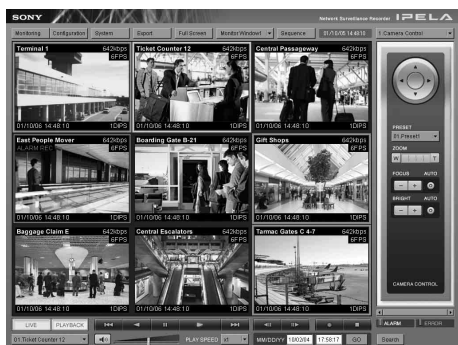 SONY
Network Surveillance Recorder IPELA
Monitoring Configuration System Export Full Screen Monitor Window1 Sequence 01/10/05 14:48:10 1.Camera Control
Terminal 1 642kbps
6FPS
01/10/06 14:48:10 1DIPS
Ticket Counter 12 642kbps
6FPS
01/10/06 14:48:10 1DIPS
Central Passageway 642kbps
6FPS
01/10/06 14:48:10 1DIPS
East People Mover 642kbps
ALARM REC 6FPS
01/10/06 14:48:10 1DIPS
Boarding Gate B-21 642kbps
6FPS
01/10/06 14:48:10 1DIPS
Gift Shops 642kbps
6FPS
01/10/06 14:48:10 1DIPS
Baggage Claim E 642kbps
6FPS
01/10/06 14:48:10 1DIPS
Central Escalators 642kbps
6FPS
01/10/06 14:48:10 1DIPS
Tarmac Gates C 4-7 642kbps
6FPS
01/10/06 14:48:10 1DIPS
PRESET
01.Preset1
ZOOM
W T
FOCUS AUTO
- +
BRIGHT AUTO
- +
CAMERA CONTROL
LIVE PLAYBACK
ALARM ERROR
01.Ticket Counter 12 PLAY SPEED x1 MM/DD/YY 10/02/04 17:58:17 GO Search